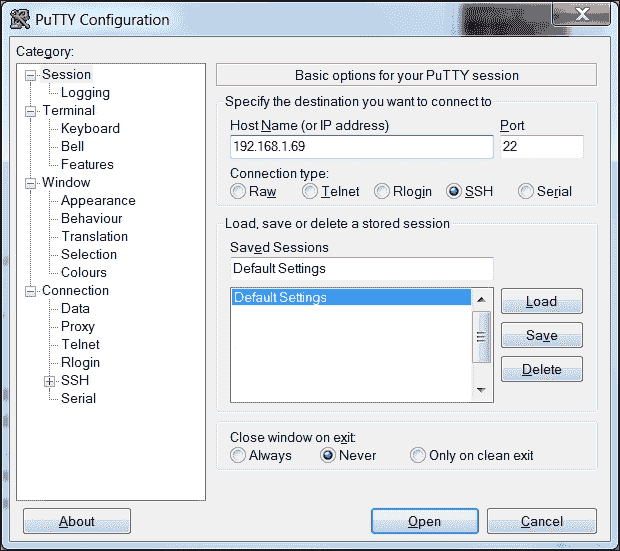 PuTTY Configuration
X
Category:
Session
Logging
Terminal
Keyboard
Bell
Features
Window
Appearance
Behaviour
Translation
Selection
Colours
Connection
Data
Proxy
Telnet
Rlogin
SSH
Serial
Basic options for your PuTTY session
Specify the destination you want to connect to
Host Name (or IP address) Port
192.168.1.69 22
Connection type:
Raw Telnet Rlogin SSH Serial
Load, save or delete a stored session
Saved Sessions
Default Settings
Default Settings
Load
Save
Delete
Close window on exit:
Always Never Only on clean exit
About Open Cancel